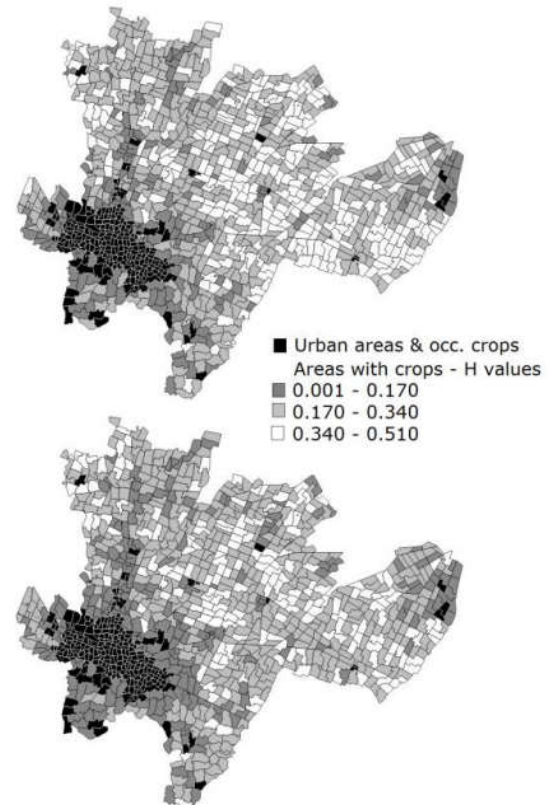 Urban areas & occ. crops
Areas with crops - H values
0.001 - 0.170
0.170 - 0.340
0.340 - 0.510